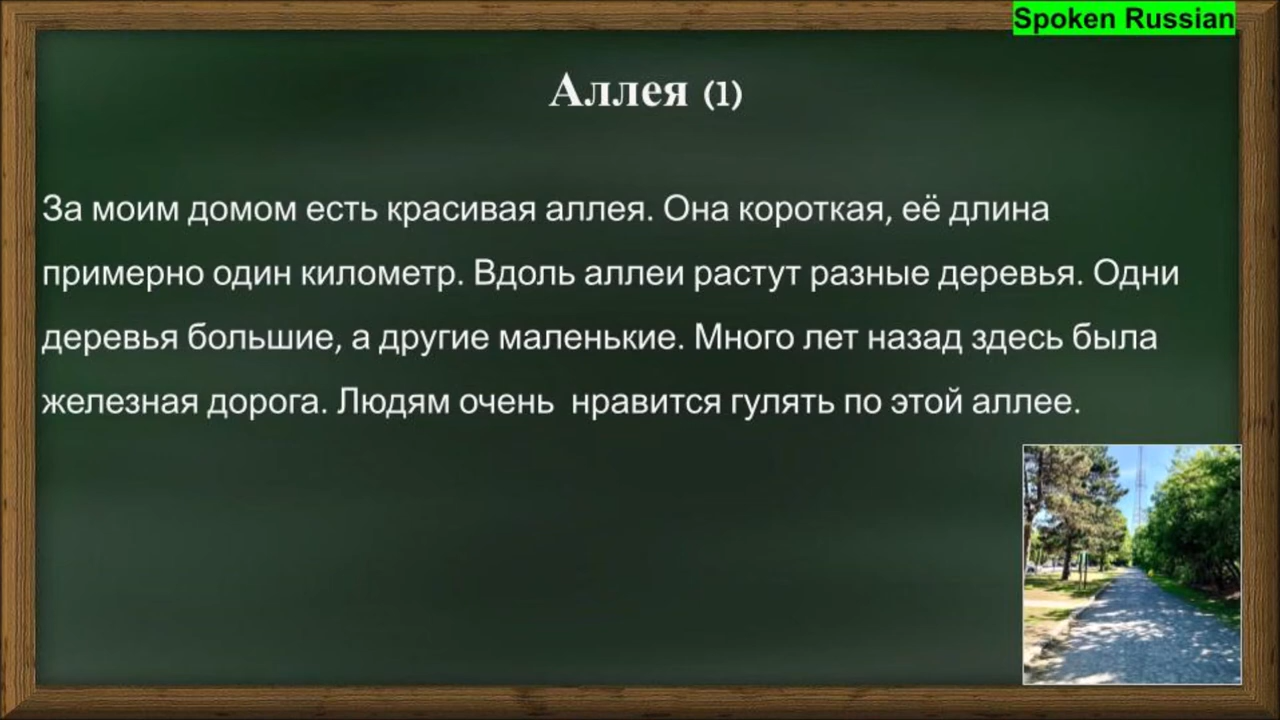 Spoken Russian
Аллея (1)
За моим домом есть красивая аллея. Она короткая, её длина
примерно один километр. Вдоль аллеи растут разные деревья. Одни
деревья большие, а другие маленькие. Много лет назад здесь была
железная дорога. Людям очень  нравится гулять по этой аллее.